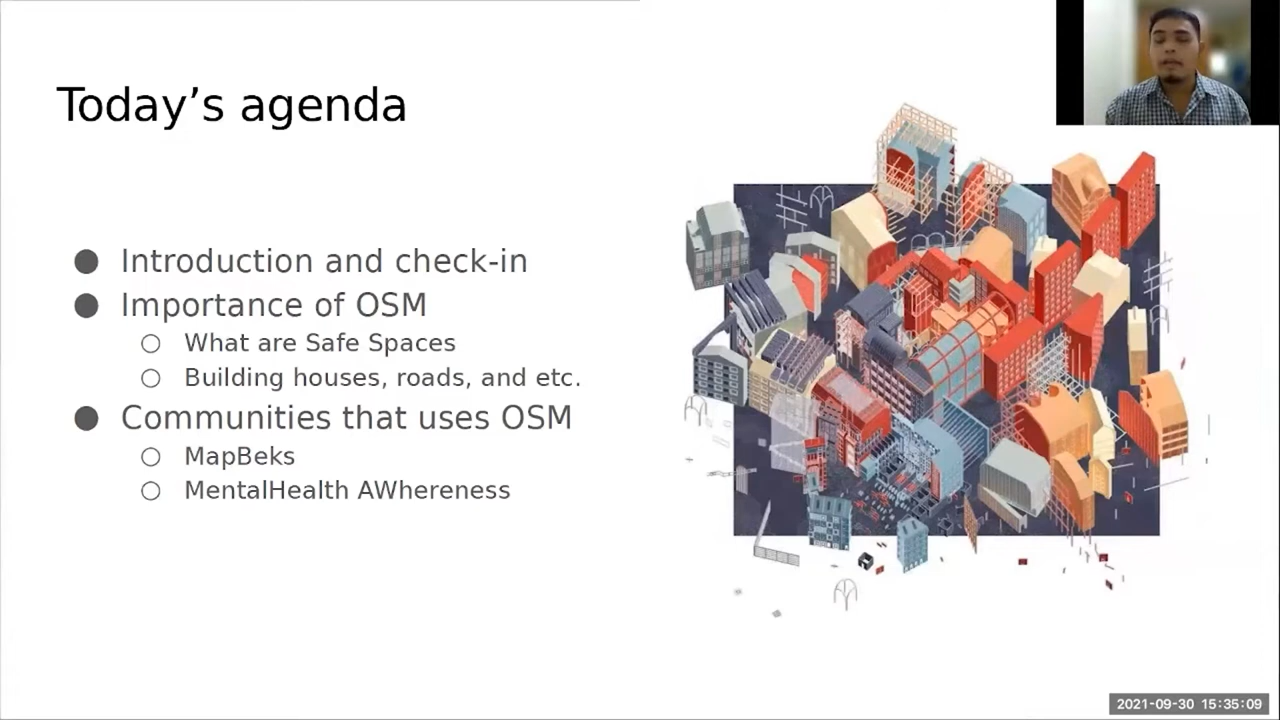 Today’s agenda
● Introduction and check-in
● Importance of OSM
○ What are Safe Spaces
○ Building houses, roads, and etc.
● Communities that uses OSM
○ MapBeks
○ MentalHealth AWhereness
2021-09-30 15:35:09